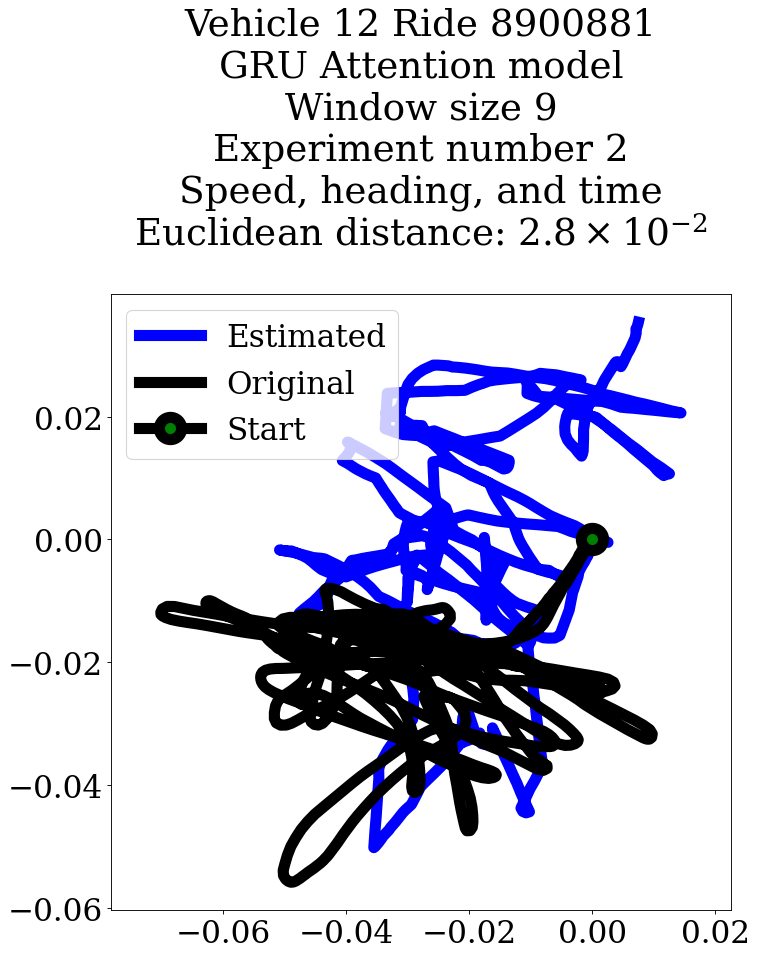 Vehicle 12 Ride 8900881
GRU Attention model
Window size 9
Experiment number 2
Speed, heading, and time
Euclidean distance: 2.8 × 10⁻²
Estimated
Original
Start
0.02
0.00
−0.02
−0.04
−0.06
−0.06 −0.04 −0.02 0.00 0.02